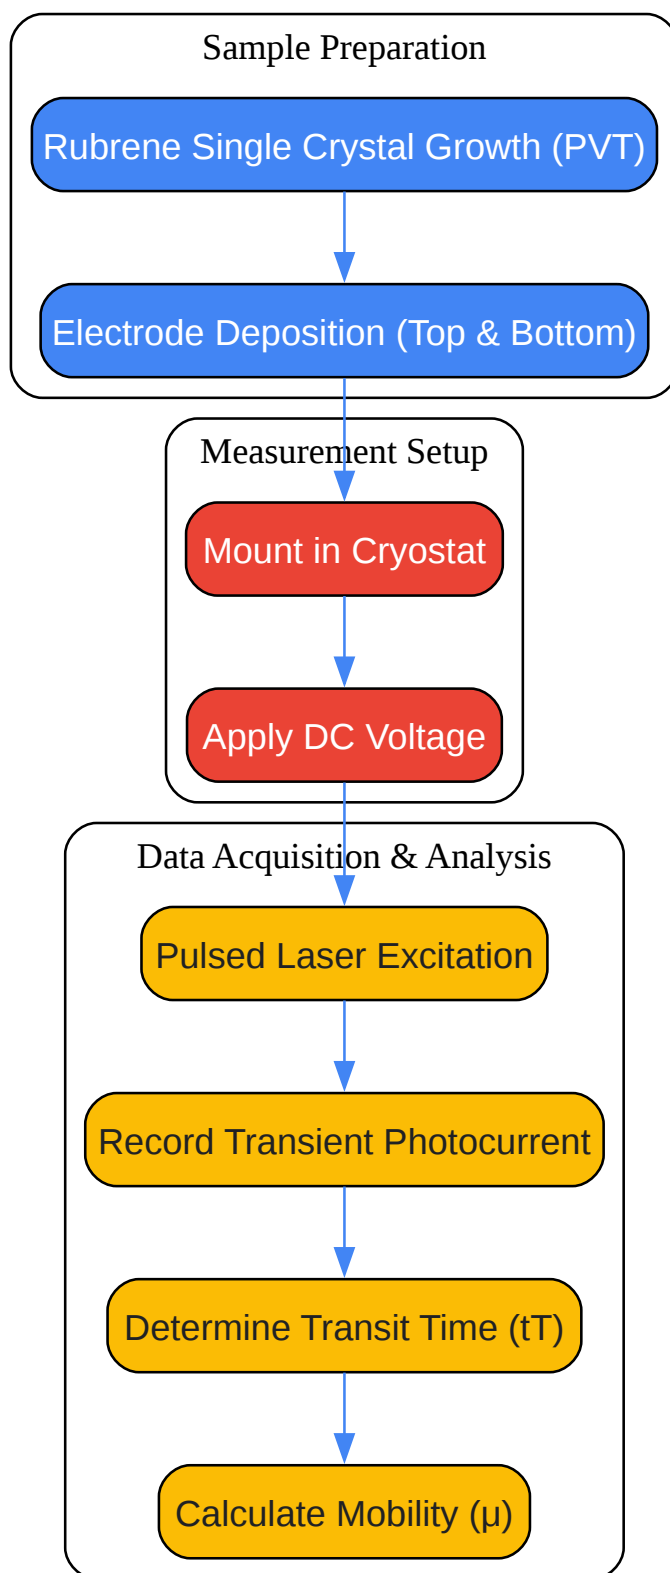 Sample Preparation
Rubrene Single Crystal Growth (PVT)
Electrode Deposition (Top & Bottom)
Measurement Setup
Mount in Cryostat
Apply DC Voltage
Data Acquisition & Analysis
Pulsed Laser Excitation
Record Transient Photocurrent
Determine Transit Time (tT)
Calculate Mobility (μ)